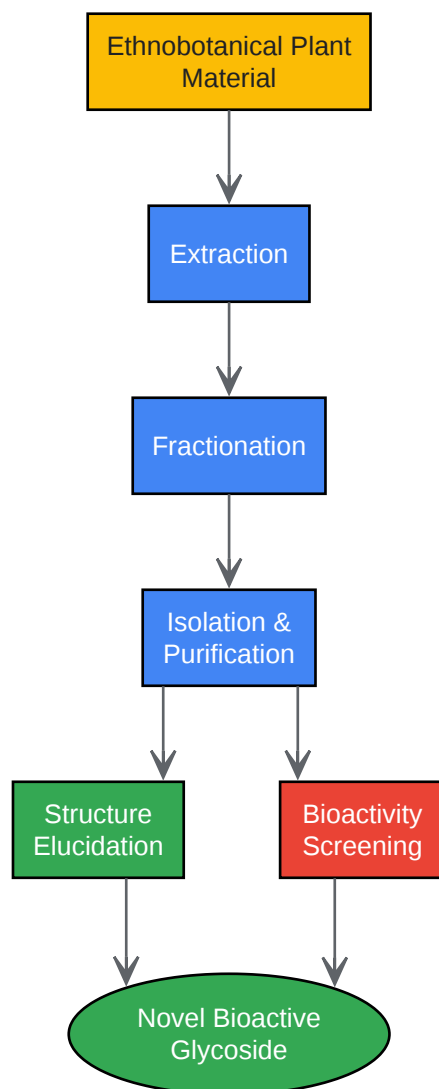 Ethnobotanical Plant
Material
Extraction
Fractionation
Isolation &
Purification
Structure
Elucidation
Bioactivity
Screening
Novel Bioactive
Glycoside